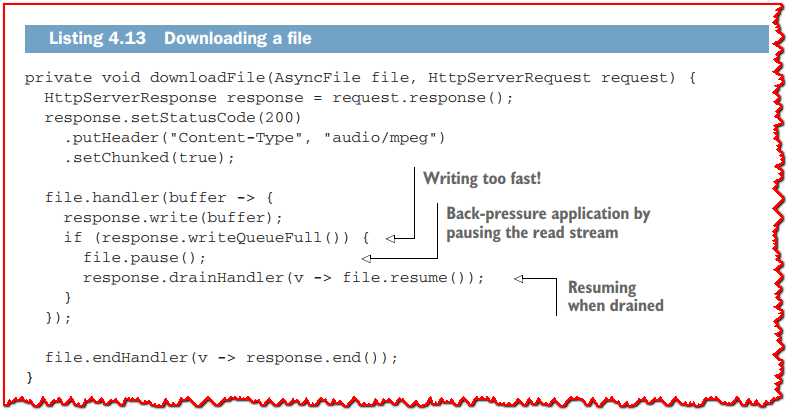 Listing 4.13 Downloading a file
private void downloadFile(AsyncFile file, HttpServerRequest request) {
HttpServerResponse response = request.response();
response.setStatusCode(200)
.putHeader("Content-Type", "audio/mpeg")
.setChunked(true);
Writing too fast!
file.handler(buffer -> {
response.write(buffer);
if (response.writeQueueFull()) {
Back-pressure application by
pausing the read stream
file.pause();
response.drainHandler(v -> file.resume());
Resuming
when drained
}
});
file.endHandler(v -> response.end());
}